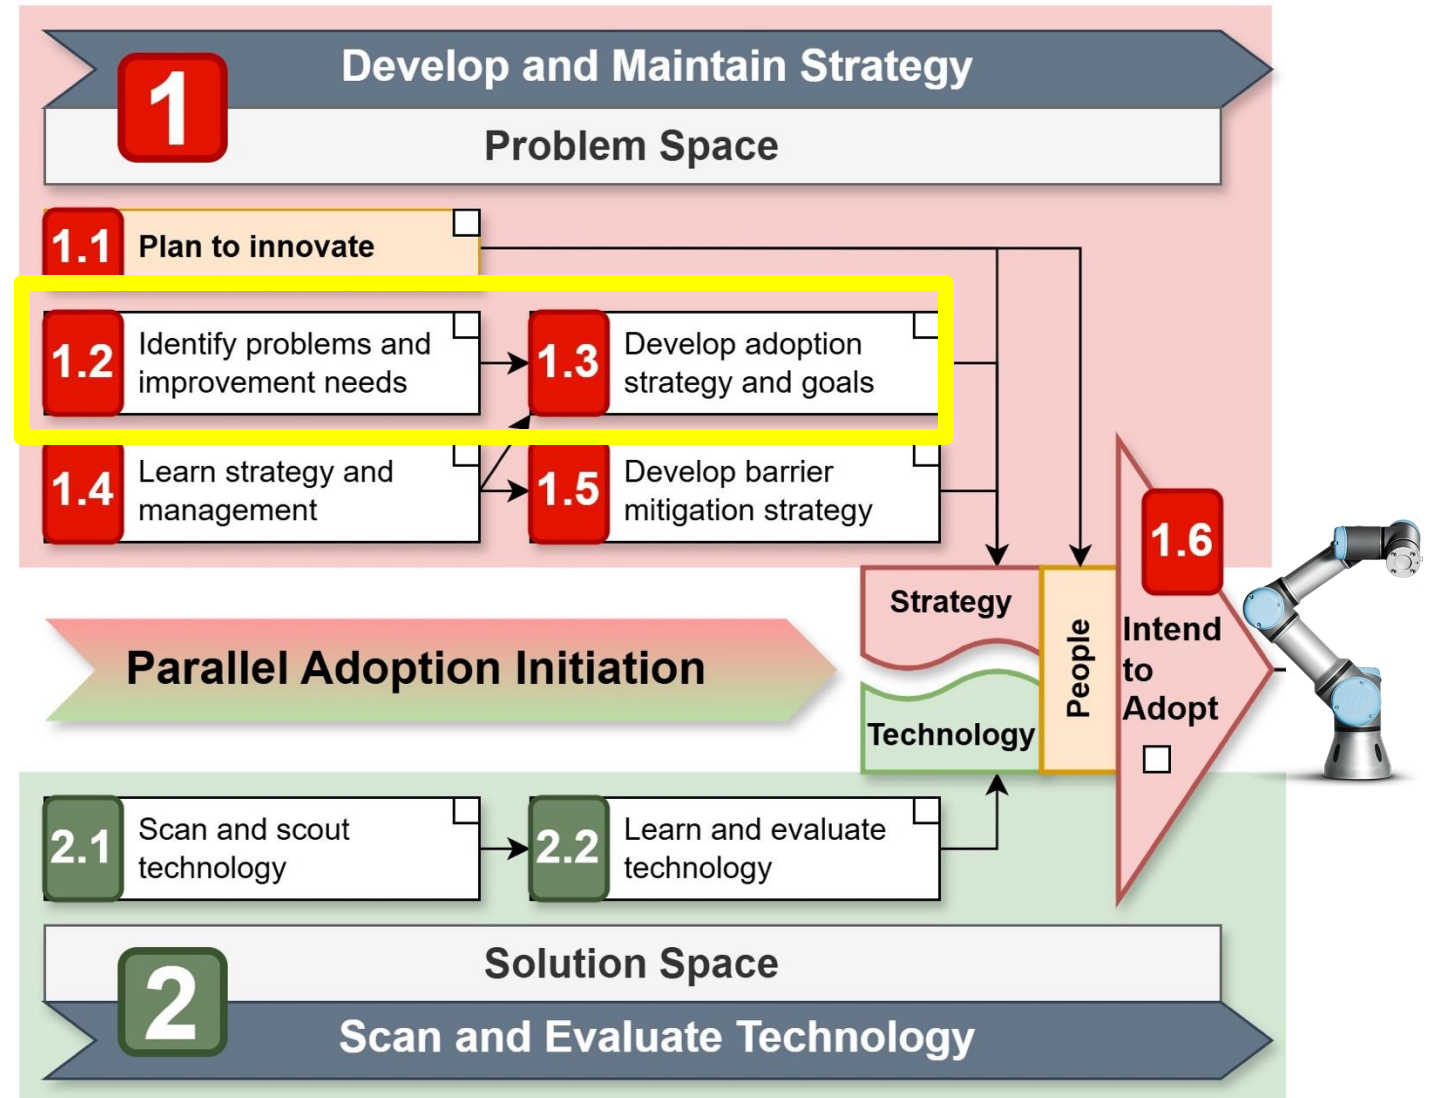 Develop and Maintain Strategy
1
Problem Space
1.1 Plan to innovate
1.2 Identify problems and
improvement needs
1.3 Develop adoption
strategy and goals
1.4 Learn strategy and
management
1.5 Develop barrier
mitigation strategy
1.6
Intend
to
Adopt
Strategy
People
Technology
Parallel Adoption Initiation
2.1 Scan and scout
technology
2.2 Learn and evaluate
technology
Solution Space
2
Scan and Evaluate Technology